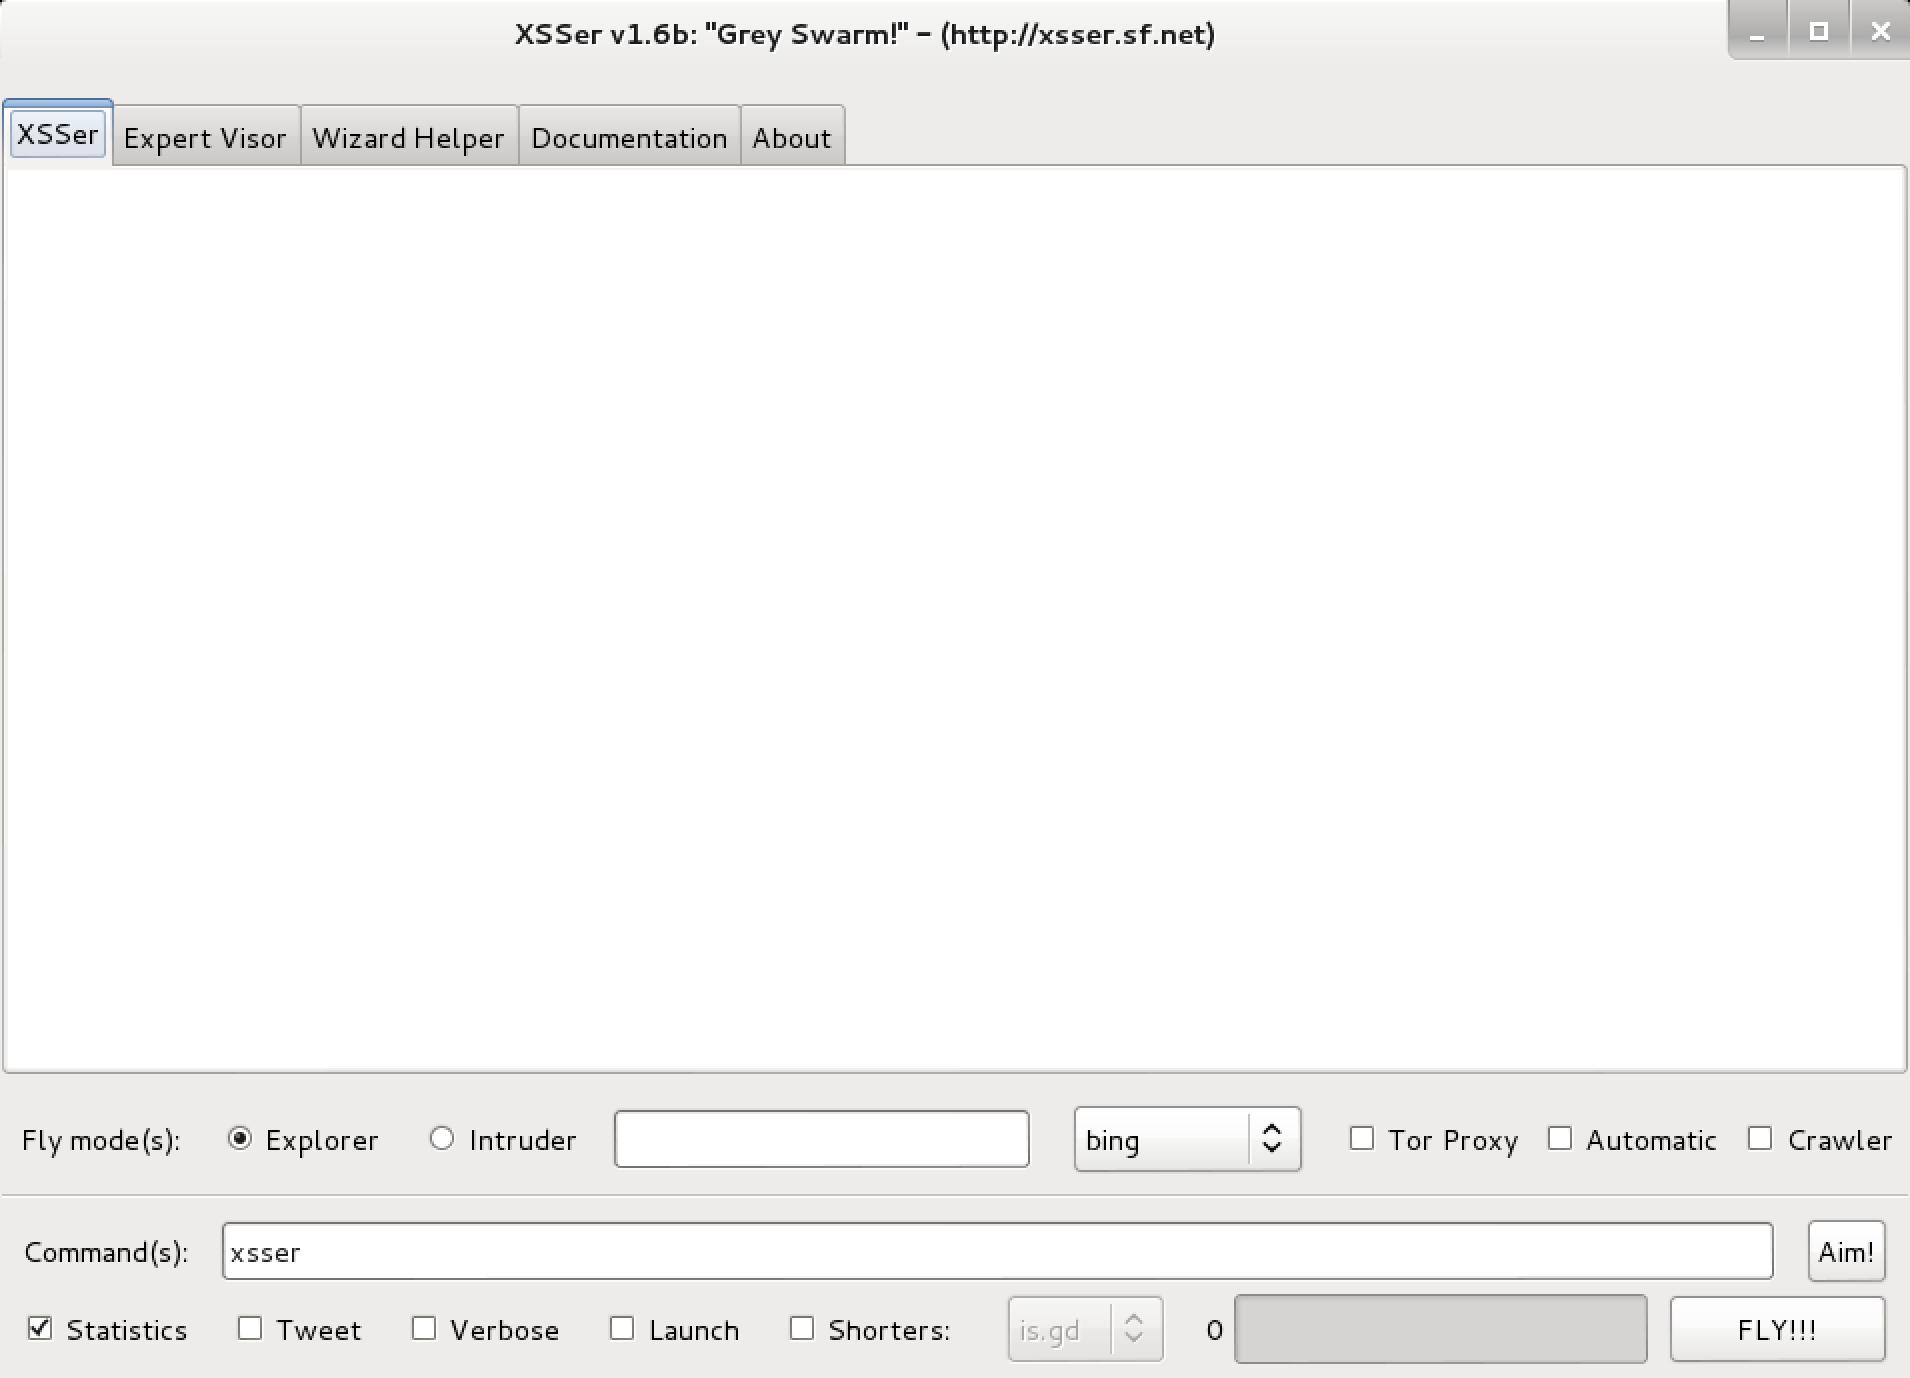 XSSer v1.6b: "Grey Swarm!" - (http://xsser.sf.net)
XSSer Expert Visor Wizard Helper Documentation About
Fly mode(s): Explorer Intruder bing Tor Proxy Automatic Crawler
Command(s): xsser Aim!
Statistics Tweet Verbose Launch Shorters: is.gd 0 FLY!!!